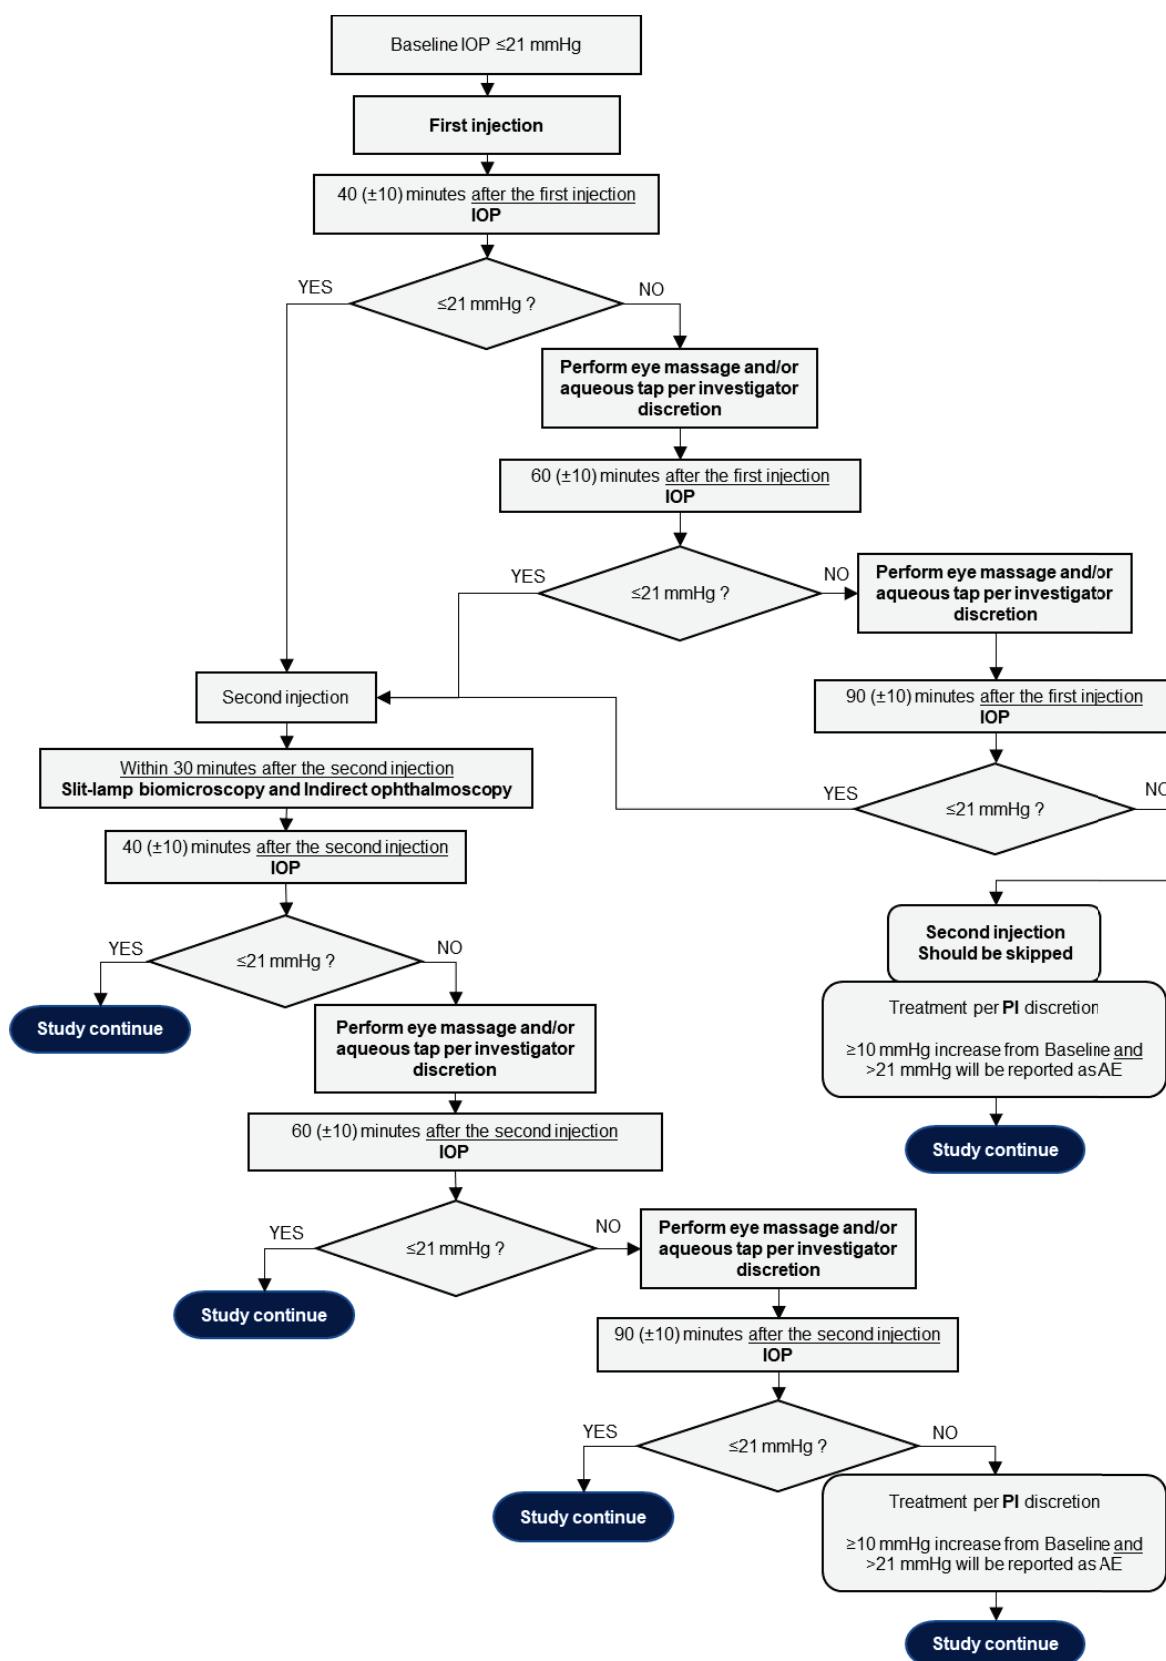 Baseline IOP ≤21 mmHg
First injection
40 (±10) minutes after the first injection
IOP
YES
≤21 mmHg ?
NO
Perform eye massage and/or
aqueous tap per investigator
discretion
60 (±10) minutes after the first injection
IOP
YES
≤21 mmHg ?
NO
Perform eye massage and/or
aqueous tap per investigator
discretion
90 (±10) minutes after the first injection
IOP
YES
≤21 mmHg ?
NO
Second injection
Within 30 minutes after the second injection
Slit-lamp biomicroscopy and Indirect ophthalmoscopy
40 (±10) minutes after the second injection
IOP
Second injection
Should be skipped
Treatment per PI discretion
≥10 mmHg increase from Baseline and
>21 mmHg will be reported as AE
Study continue
YES
≤21 mmHg ?
NO
Study continue
Perform eye massage and/or
aqueous tap per investigator
discretion
60 (±10) minutes after the second injection
IOP
YES
≤21 mmHg ?
NO
Study continue
Perform eye massage and/or
aqueous tap per investigator
discretion
90 (±10) minutes after the second injection
IOP
YES
≤21 mmHg ?
NO
Study continue
Treatment per PI discretion
≥10 mmHg increase from Baseline and
>21 mmHg will be reported as AE
Study continue